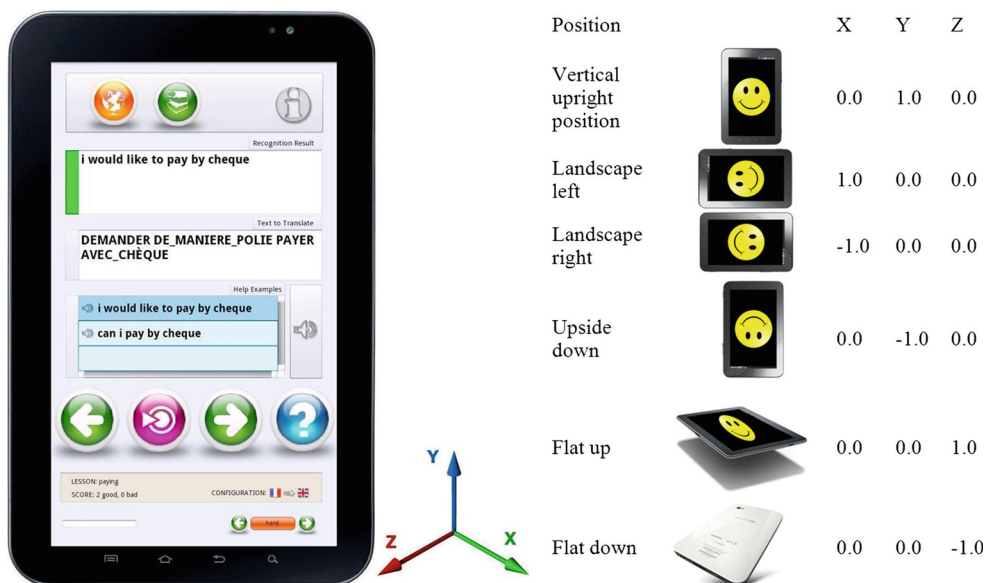 Recognition Result
i would like to pay by cheque
Text to Translate
DEMANDER DE_MANIERE_POLIE PAYER
AVEC_CHÈQUE
Help Examples
i would like to pay by cheque
can i pay by cheque
?
LESSON: paying
SCORE: 2 good, 0 bad
CONFIGURATION:
hard
Y
Z
X
Position X Y Z
Vertical
upright
position
0.0 1.0 0.0
Landscape
left
1.0 0.0 0.0
Landscape
right
-1.0 0.0 0.0
Upside
down
0.0 -1.0 0.0
Flat up 0.0 0.0 1.0
Flat down 0.0 0.0 -1.0